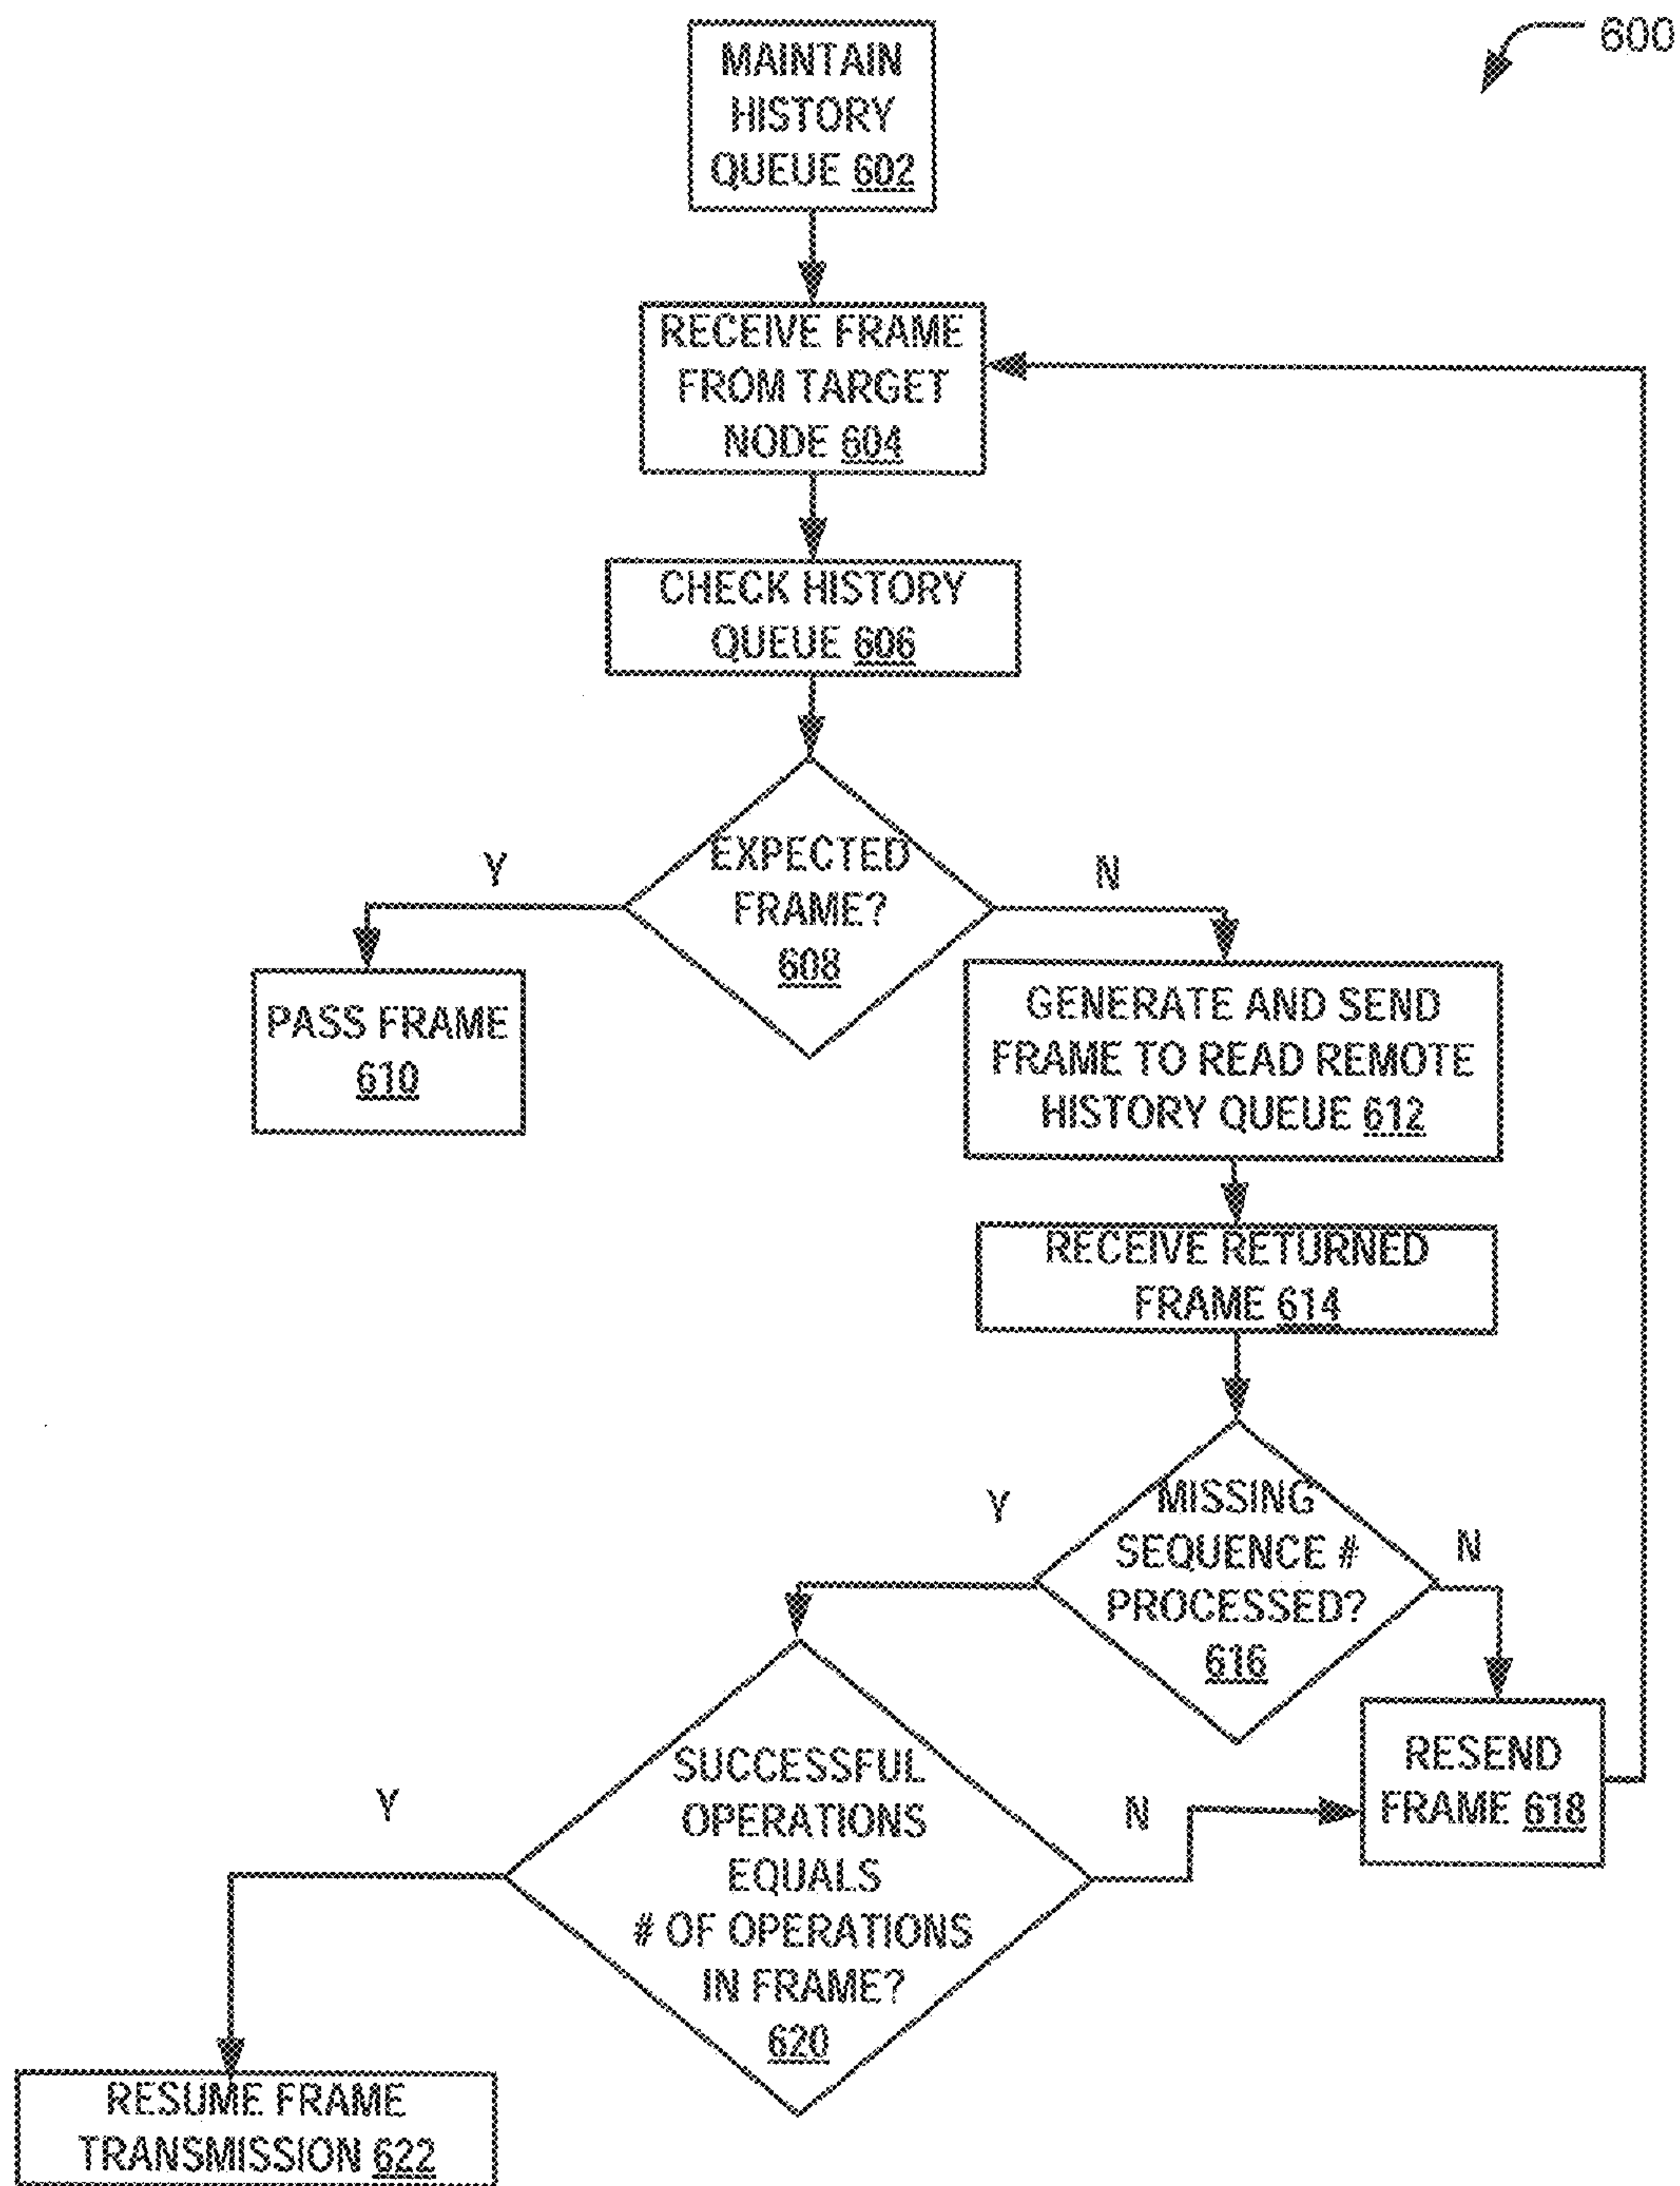 600
MAINTAIN
HISTORY
QUEUE 602
RECEIVE FRAME
FROM TARGET
NODE 604
CHECK HISTORY
QUEUE 606
EXPECTED
FRAME?
608
Y
N
PASS FRAME
610
GENERATE AND SEND
FRAME TO READ REMOTE
HISTORY QUEUE 612
RECEIVE RETURNED
FRAME 614
MISSING
SEQUENCE #
PROCESSED?
616
Y
N
RESEND
FRAME 618
SUCCESSFUL
OPERATIONS
EQUALS
# OF OPERATIONS
IN FRAME?
620
Y
N
RESUME FRAME
TRANSMISSION 622